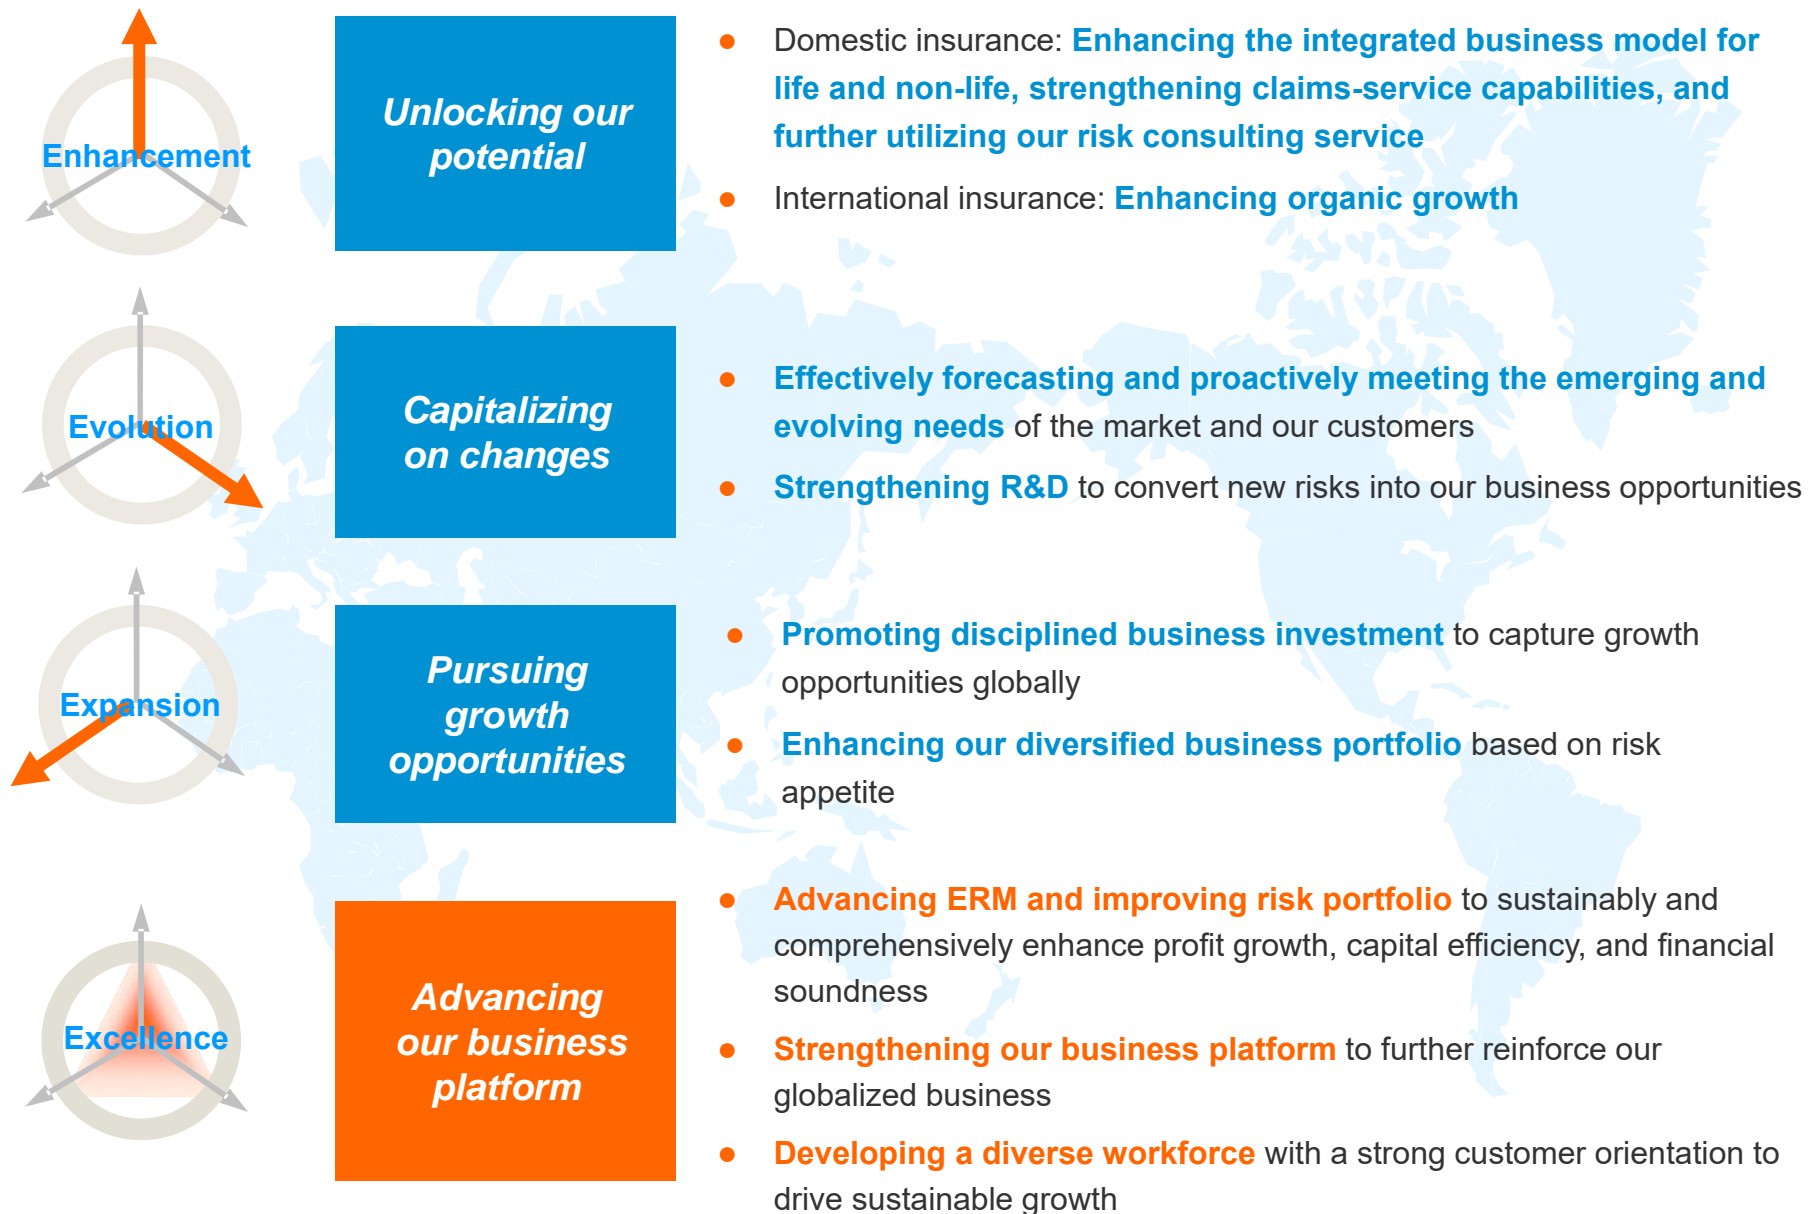 Enhancement
Unlocking our
potential
● Domestic insurance: Enhancing the integrated business model for
life and non-life, strengthening claims-service capabilities, and
further utilizing our risk consulting service
● International insurance: Enhancing organic growth
Evolution
Capitalizing
on changes
● Effectively forecasting and proactively meeting the emerging and
evolving needs of the market and our customers
● Strengthening R&D to convert new risks into our business opportunities
Expansion
Pursuing
growth
opportunities
● Promoting disciplined business investment to capture growth
opportunities globally
● Enhancing our diversified business portfolio based on risk
appetite
Excellence
Advancing
our business
platform
● Advancing ERM and improving risk portfolio to sustainably and
comprehensively enhance profit growth, capital efficiency, and financial
soundness
● Strengthening our business platform to further reinforce our
globalized business
● Developing a diverse workforce with a strong customer orientation to
drive sustainable growth